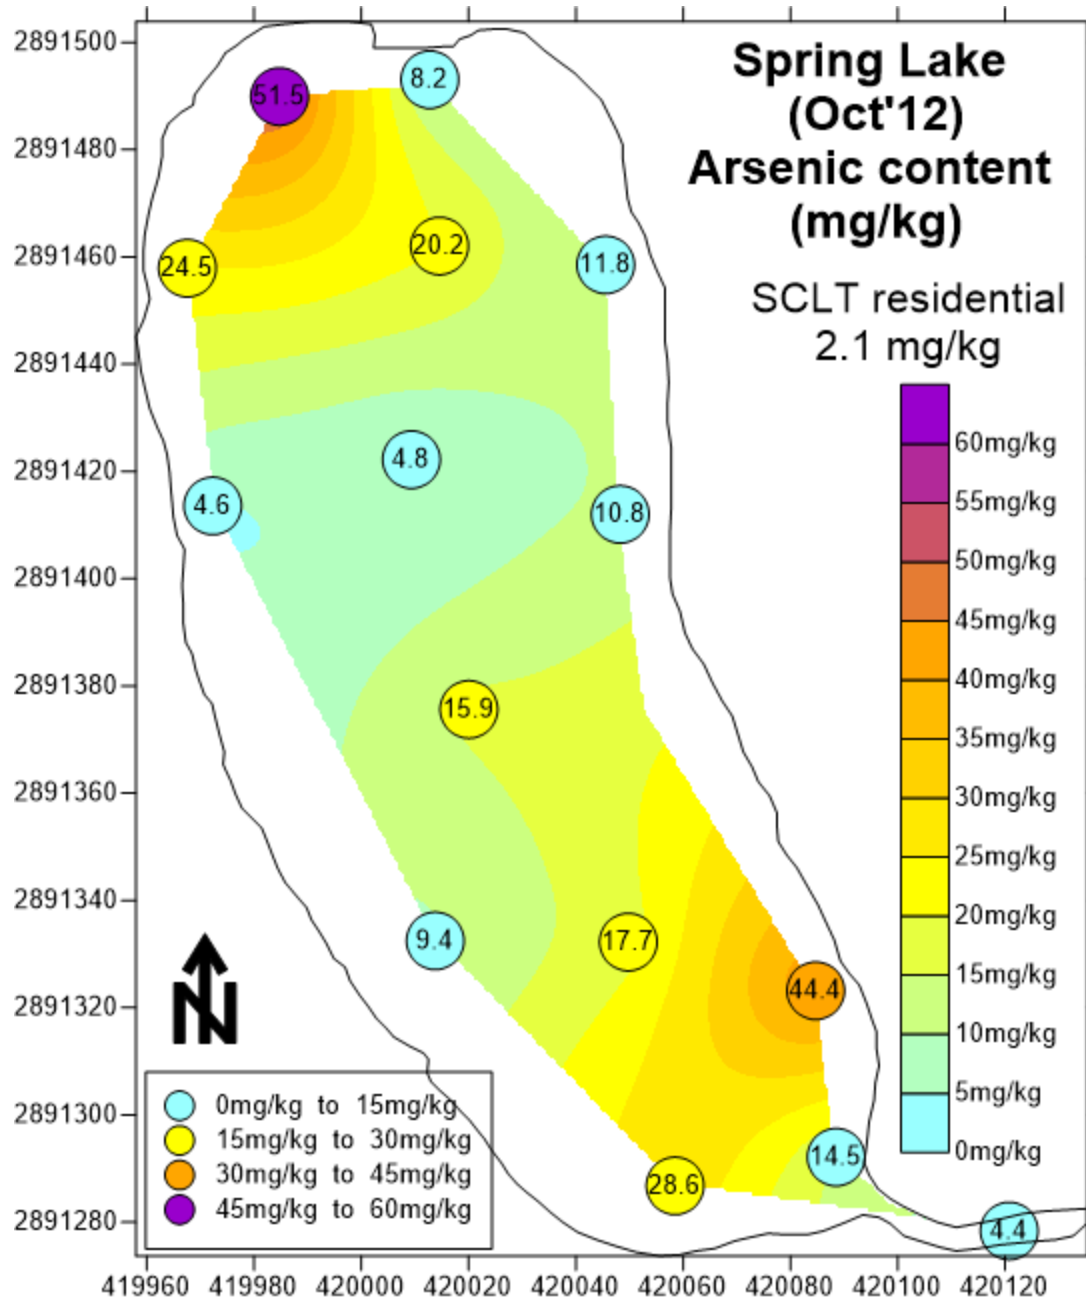 Spring Lake
(Oct'12)
Arsenic content
(mg/kg)
SCLT residential
2.1 mg/kg
2891500
2891480
2891460
2891440
2891420
2891400
2891380
2891360
2891340
2891320
2891300
2891280
51.5
8.2
20.2
24.5
11.8
4.8
4.6
10.8
15.9
9.4
17.7
44.4
14.5
28.6
4.4
60mg/kg
55mg/kg
50mg/kg
45mg/kg
40mg/kg
35mg/kg
30mg/kg
25mg/kg
20mg/kg
15mg/kg
10mg/kg
5mg/kg
0mg/kg
N
0mg/kg to 15mg/kg
15mg/kg to 30mg/kg
30mg/kg to 45mg/kg
45mg/kg to 60mg/kg
419960 419980 420000 420020 420040 420060 420080 420100 420120